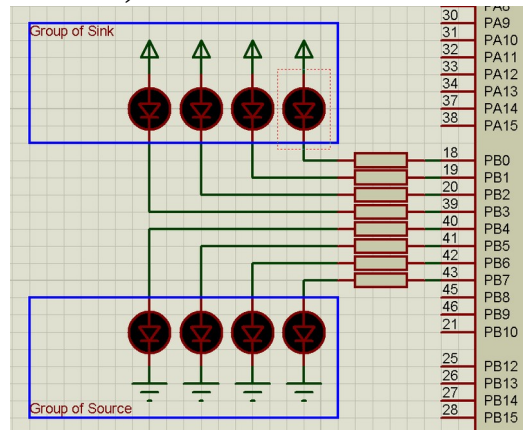 Group of Sink
30 PA9
31 PA10
32 PA11
33 PA12
34 PA13
37 PA14
38 PA15
18 PB0
19 PB1
20 PB2
39 PB3
40 PB4
41 PB5
42 PB6
43 PB7
45 PB8
46 PB9
21 PB10
25 PB12
26 PB13
27 PB14
28 PB15
Group of Source